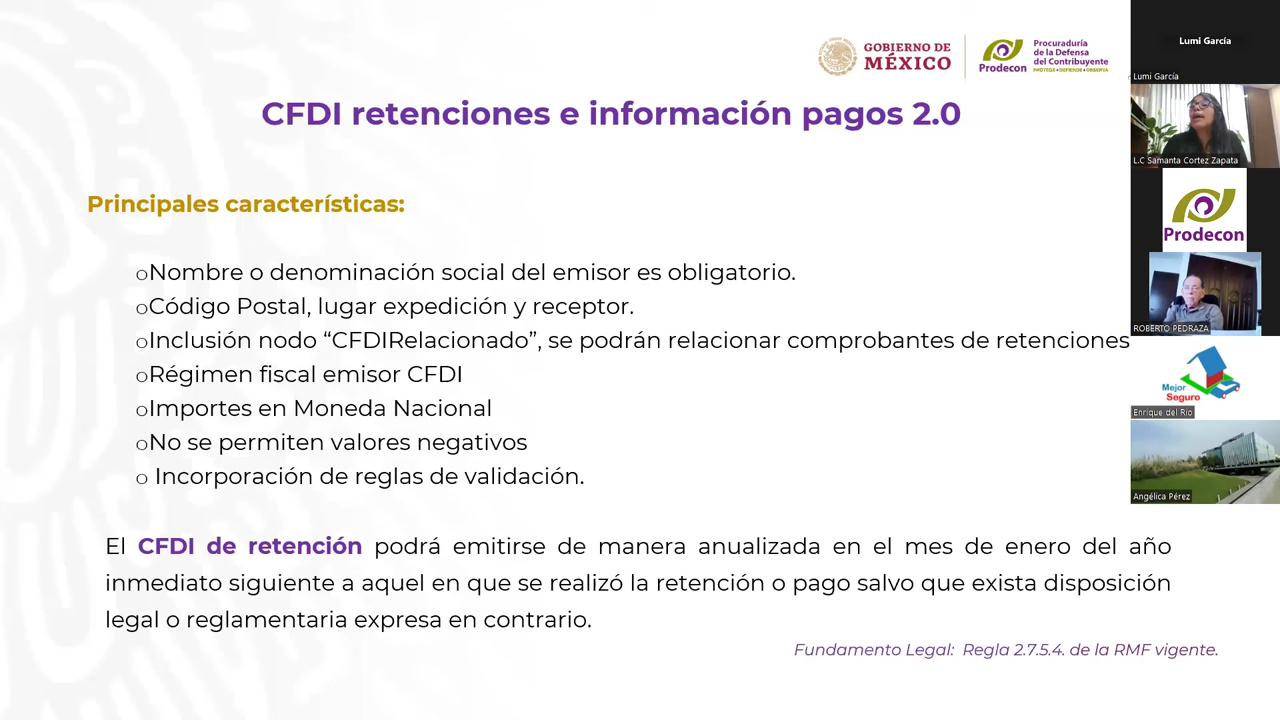 GOBIERNO DE
MÉXICO
Prodecon
Procuraduría
de la Defensa
del Contribuyente
PROTEGE • DEFIENDE • OBSERVA
CFDI retenciones e información pagos 2.0
Principales características:
oNombre o denominación social del emisor es obligatorio.
oCódigo Postal, lugar expedición y receptor.
oInclusión nodo “CFDIRelacionado”, se podrán relacionar comprobantes de retenciones
oRégimen fiscal emisor CFDI
oImportes en Moneda Nacional
oNo se permiten valores negativos
o Incorporación de reglas de validación.
El CFDI de retención podrá emitirse de manera anualizada en el mes de enero del año
inmediato siguiente a aquel en que se realizó la retención o pago salvo que exista disposición
legal o reglamentaria expresa en contrario.
Fundamento Legal: Regla 2.7.5.4. de la RMF vigente.
Lumi García
Lumi García
L.C Samanta Cortez Zapata
Prodecon
ROBERTO PEDRAZA
Mejor
Seguro
Enrique del Rio
Angélica Pérez